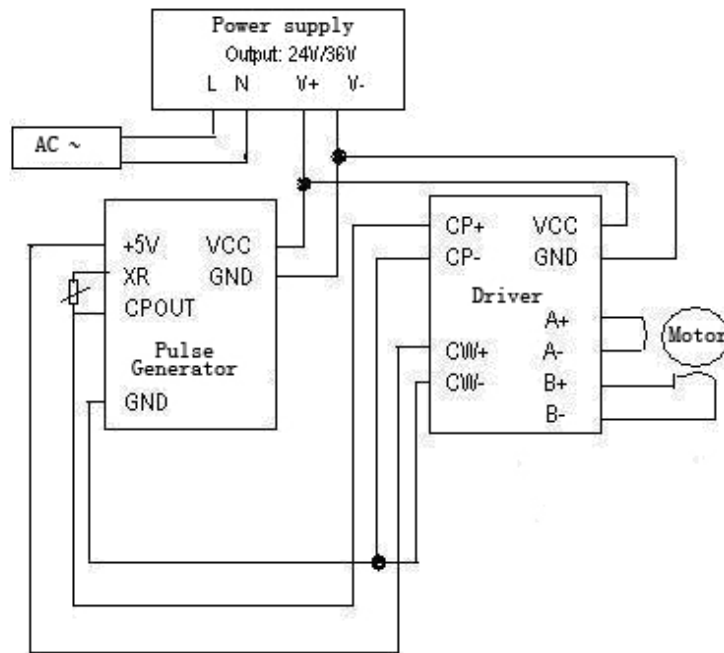 Power supply
Output: 24V/36V
L N V+ V-
AC ~
+5V VCC
XR GND
CPOUT
Pulse
Generator
GND
CP+ VCC
CP- GND
Driver
A+
CW+ A-
CW- B+
B-
Motor